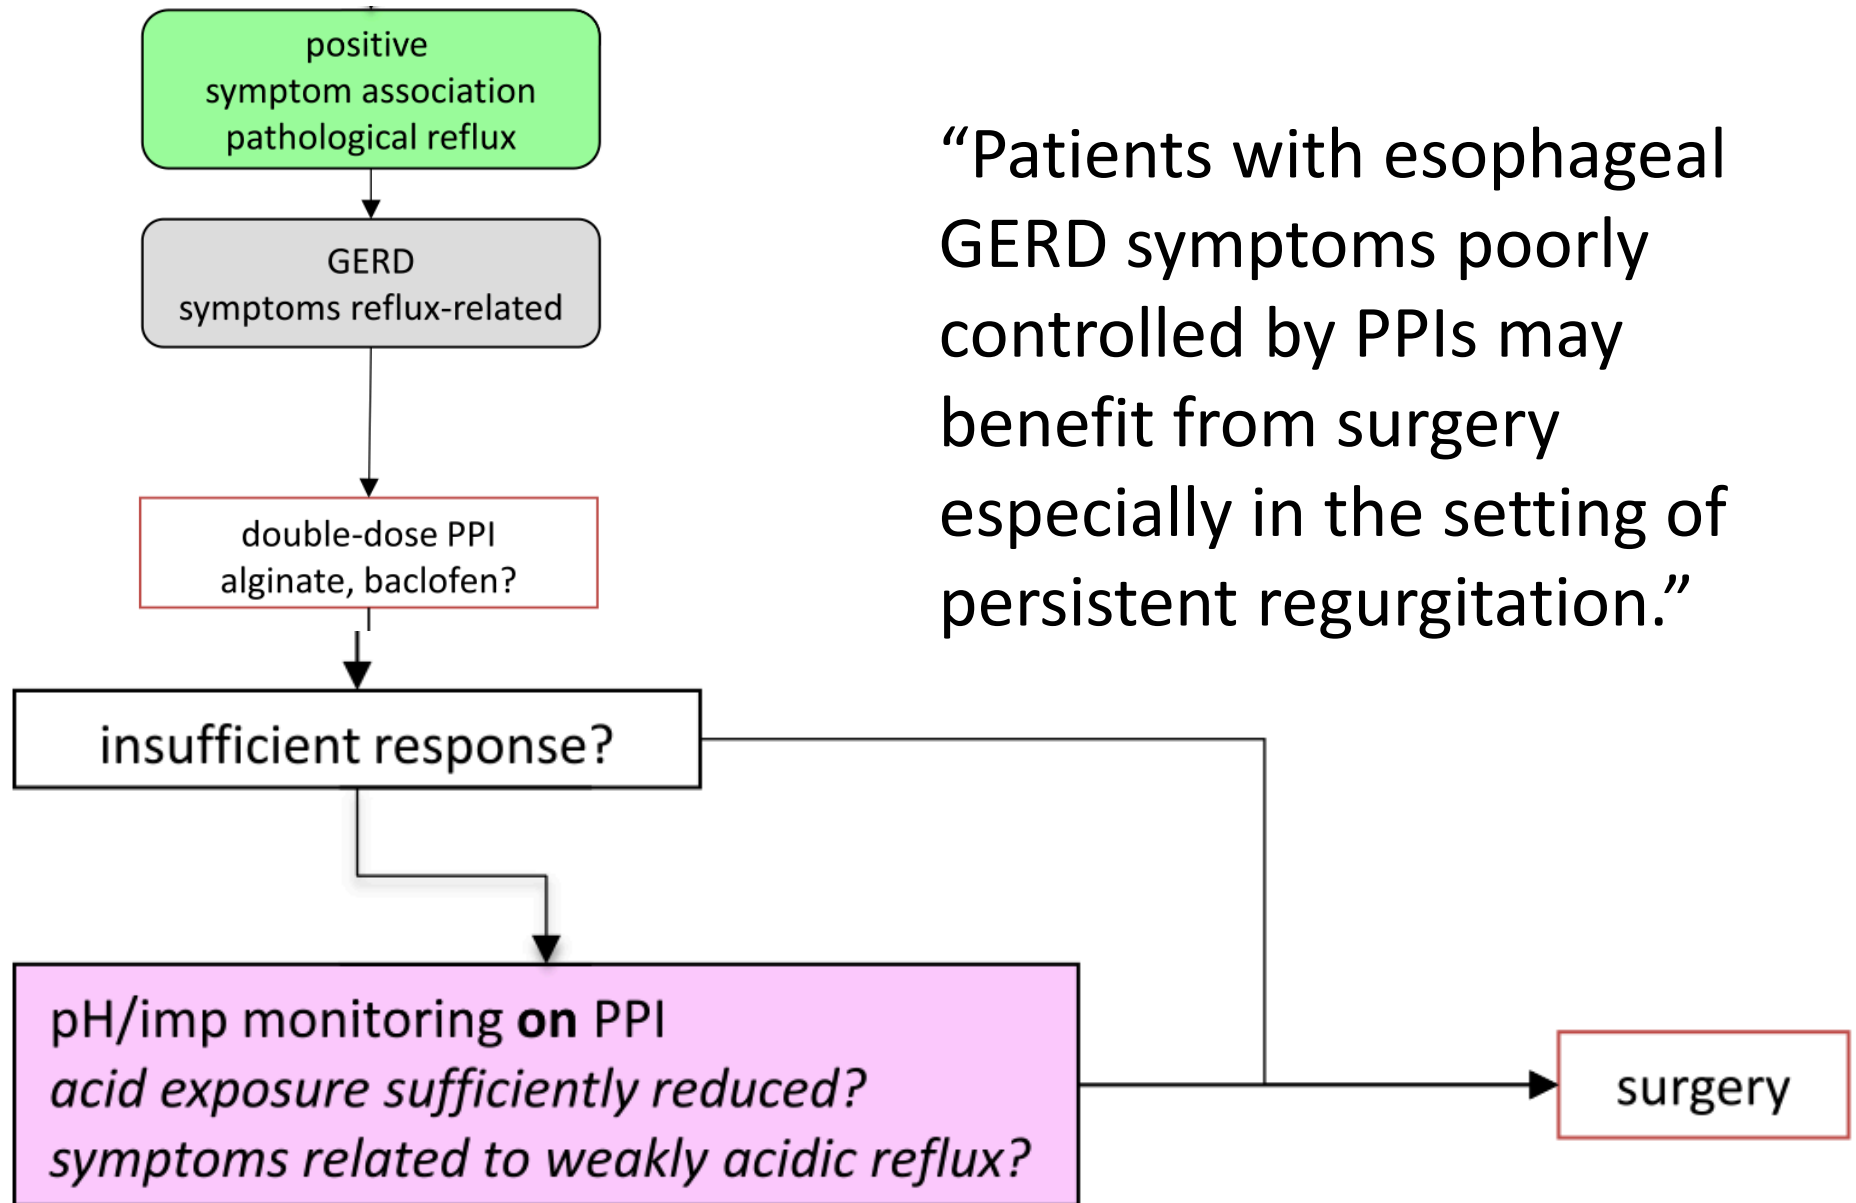 positive
symptom association
pathological reflux
GERD
symptoms reflux-related
double-dose PPI
alginate, baclofen?
insufficient response?
pH/imp monitoring on PPI
acid exposure sufficiently reduced?
symptoms related to weakly acidic reflux?
surgery
“Patients with esophageal
GERD symptoms poorly
controlled by PPIs may
benefit from surgery
especially in the setting of
persistent regurgitation.”